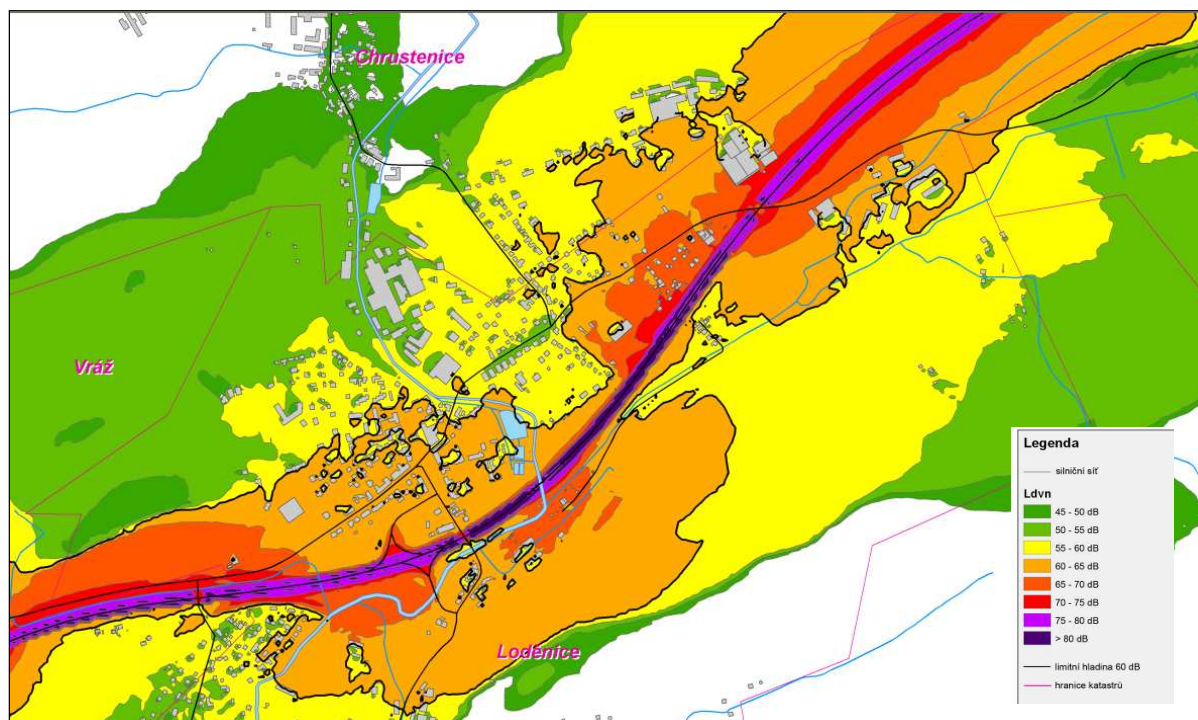 Chrustenice
Vráž
Loděnice
Legenda
silniční síť
Ldvn
45 - 50 dB
50 - 55 dB
55 - 60 dB
60 - 65 dB
65 - 70 dB
70 - 75 dB
75 - 80 dB
> 80 dB
limitní hladina 60 dB
hranice katastrů